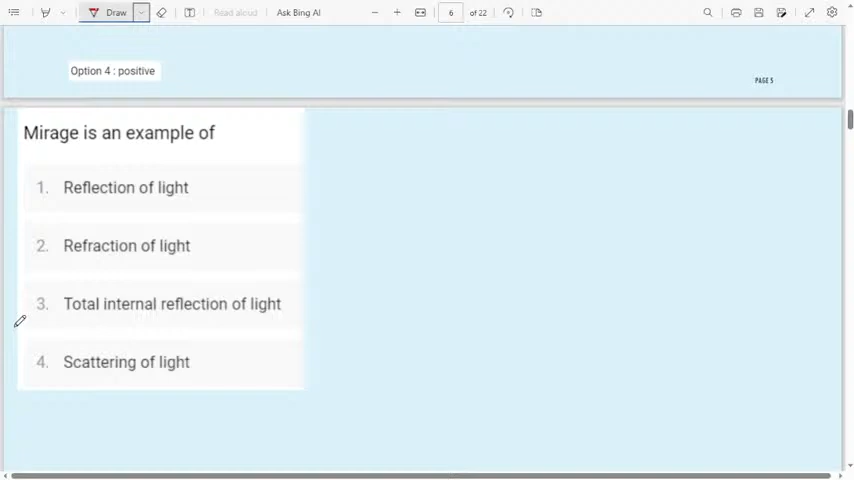 Draw
Read aloud
Ask Bing AI
6
of 22
Option 4 : positive
PAGE 5
Mirage is an example of
1. Reflection of light
2. Refraction of light
3. Total internal reflection of light
4. Scattering of light